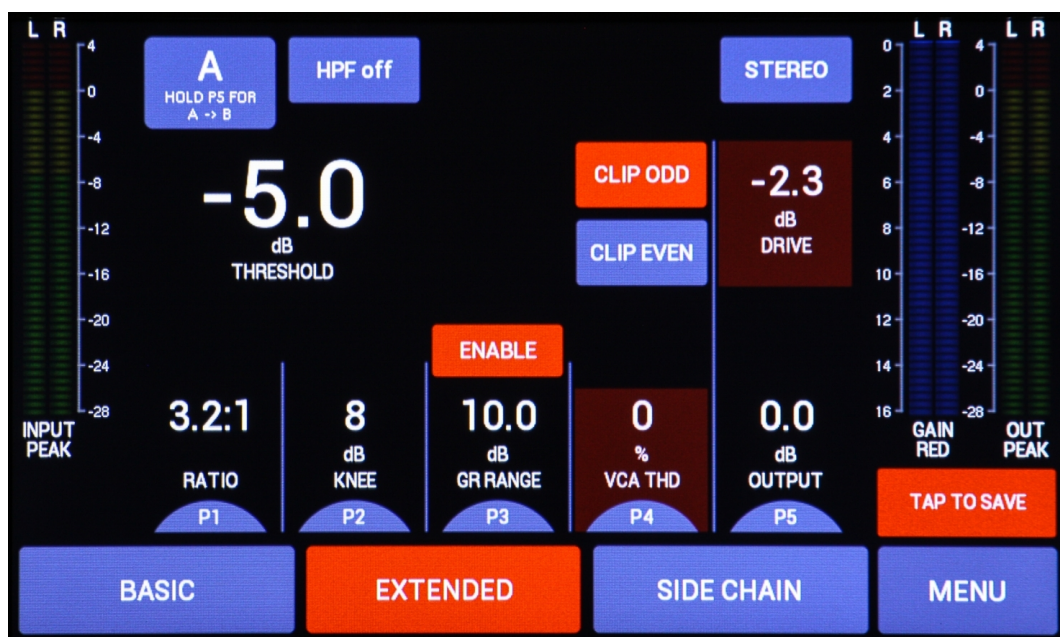 L R
4
0
-4
-8
-12
-16
-20
-24
-28
INPUT
PEAK
A
HOLD P5 FOR
A -> B
HPF off
STEREO
-5.0
dB
THRESHOLD
CLIP ODD
CLIP EVEN
-2.3
dB
DRIVE
ENABLE
3.2:1
RATIO
P1
8
dB
KNEE
P2
10.0
dB
GR RANGE
P3
0
%
VCA THD
P4
0.0
dB
OUTPUT
P5
L R
0
2
4
6
8
10
12
14
16
GAIN
RED
L R
4
0
-4
-8
-12
-16
-20
-24
-28
OUT
PEAK
TAP TO SAVE
BASIC
EXTENDED
SIDE CHAIN
MENU